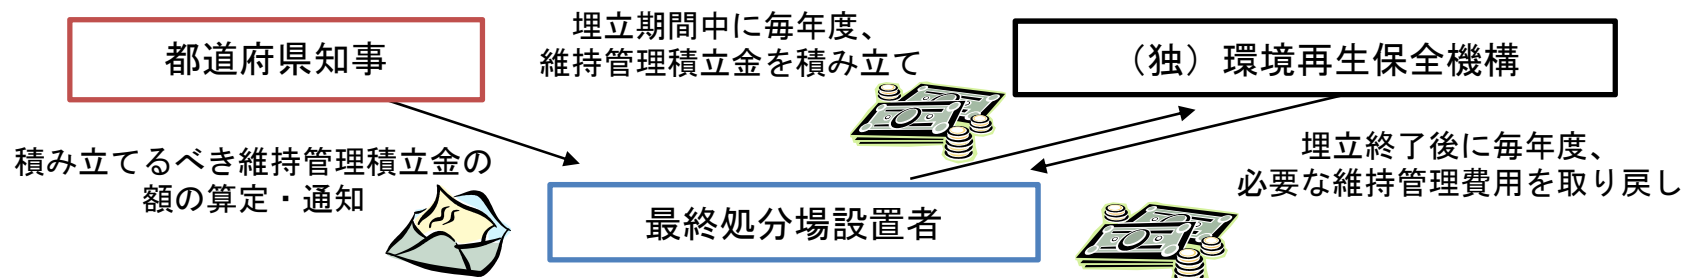 埋立期間中に毎年度、
維持管理積立金を積み立て
都道府県知事
（独）環境再生保全機構
積み立てるべき維持管理積立金の
額の算定・通知
埋立終了後に毎年度、
必要な維持管理費用を取り戻し
最終処分場設置者